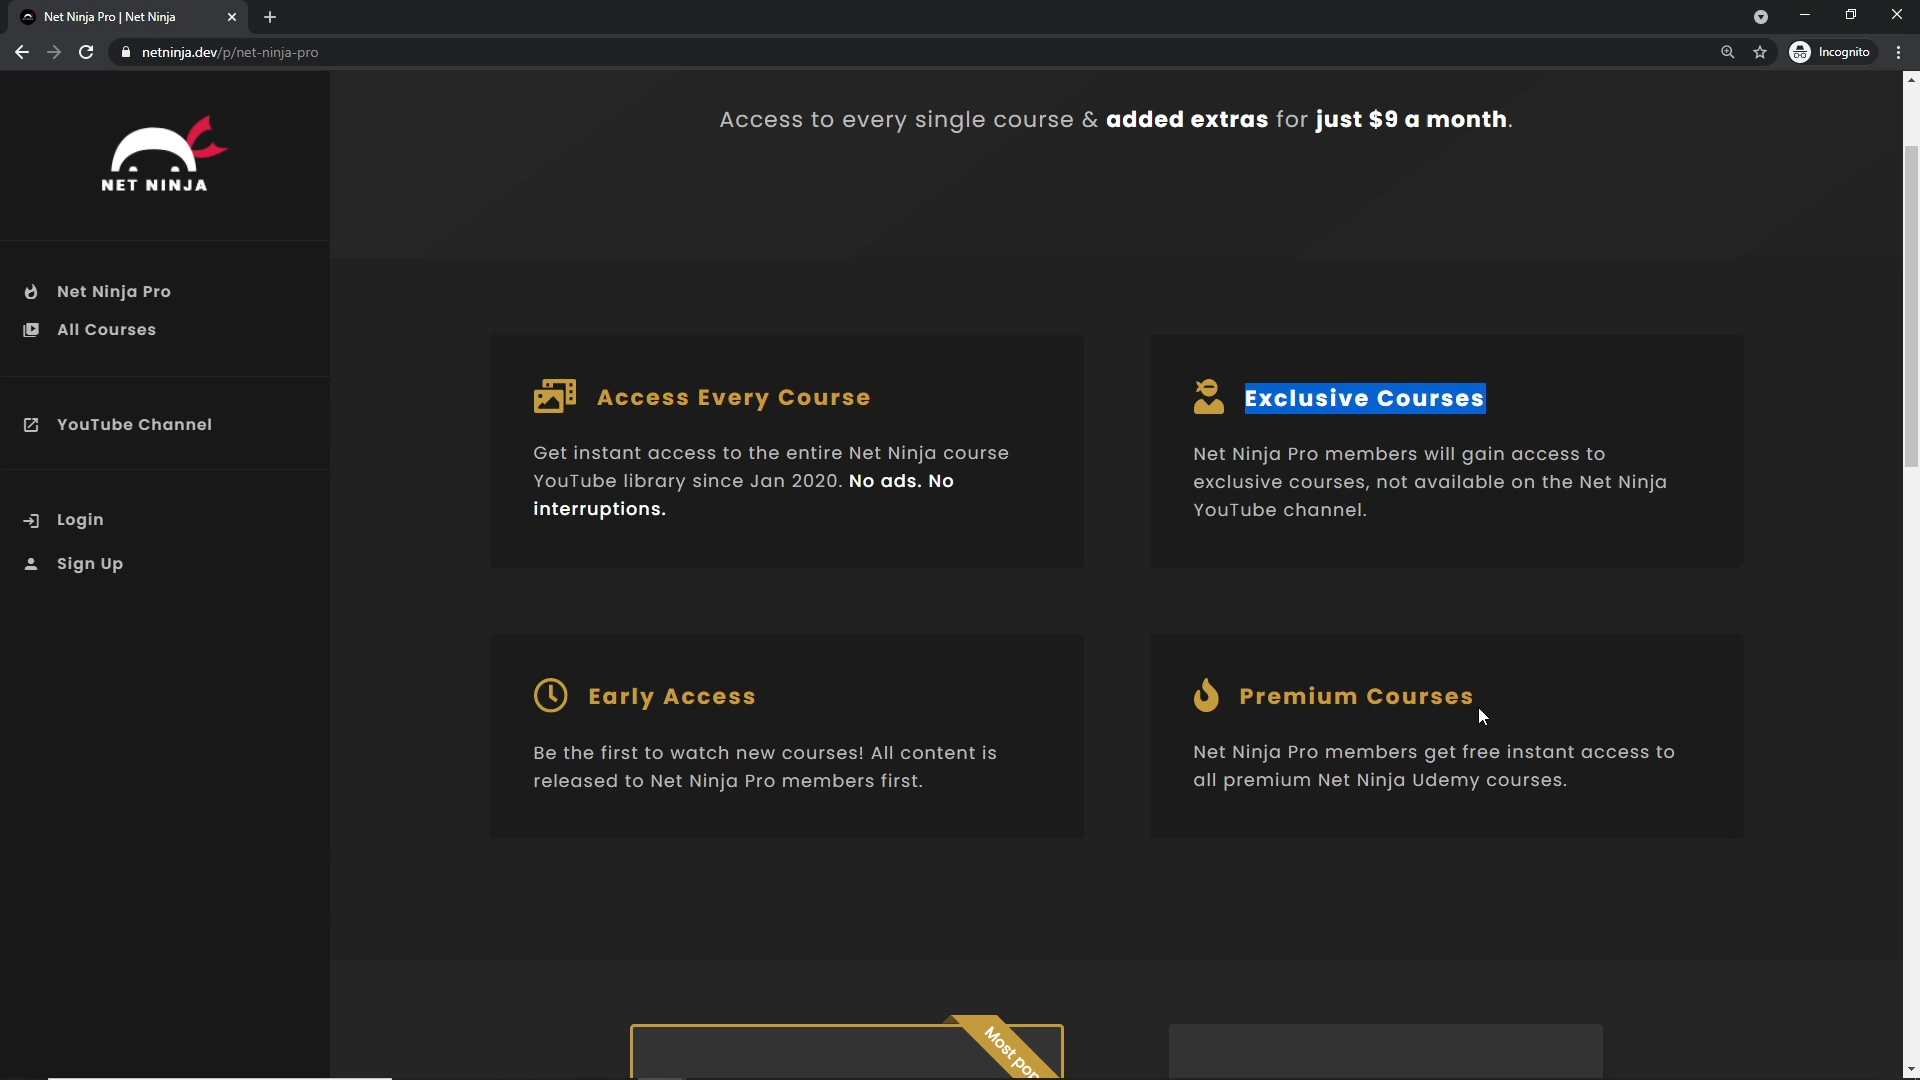 Net Ninja Pro | Net Ninja
netninja.dev/p/net-ninja-pro
Incognito
NET NINJA
Net Ninja Pro
All Courses
YouTube Channel
Login
Sign Up
Access to every single course & added extras for just $9 a month.
Access Every Course
Get instant access to the entire Net Ninja course
YouTube library since Jan 2020. No ads. No
interruptions.
Exclusive Courses
Net Ninja Pro members will gain access to
exclusive courses, not available on the Net Ninja
YouTube channel.
Early Access
Be the first to watch new courses! All content is
released to Net Ninja Pro members first.
Premium Courses
Net Ninja Pro members get free instant access to
all premium Net Ninja Udemy courses.
Most